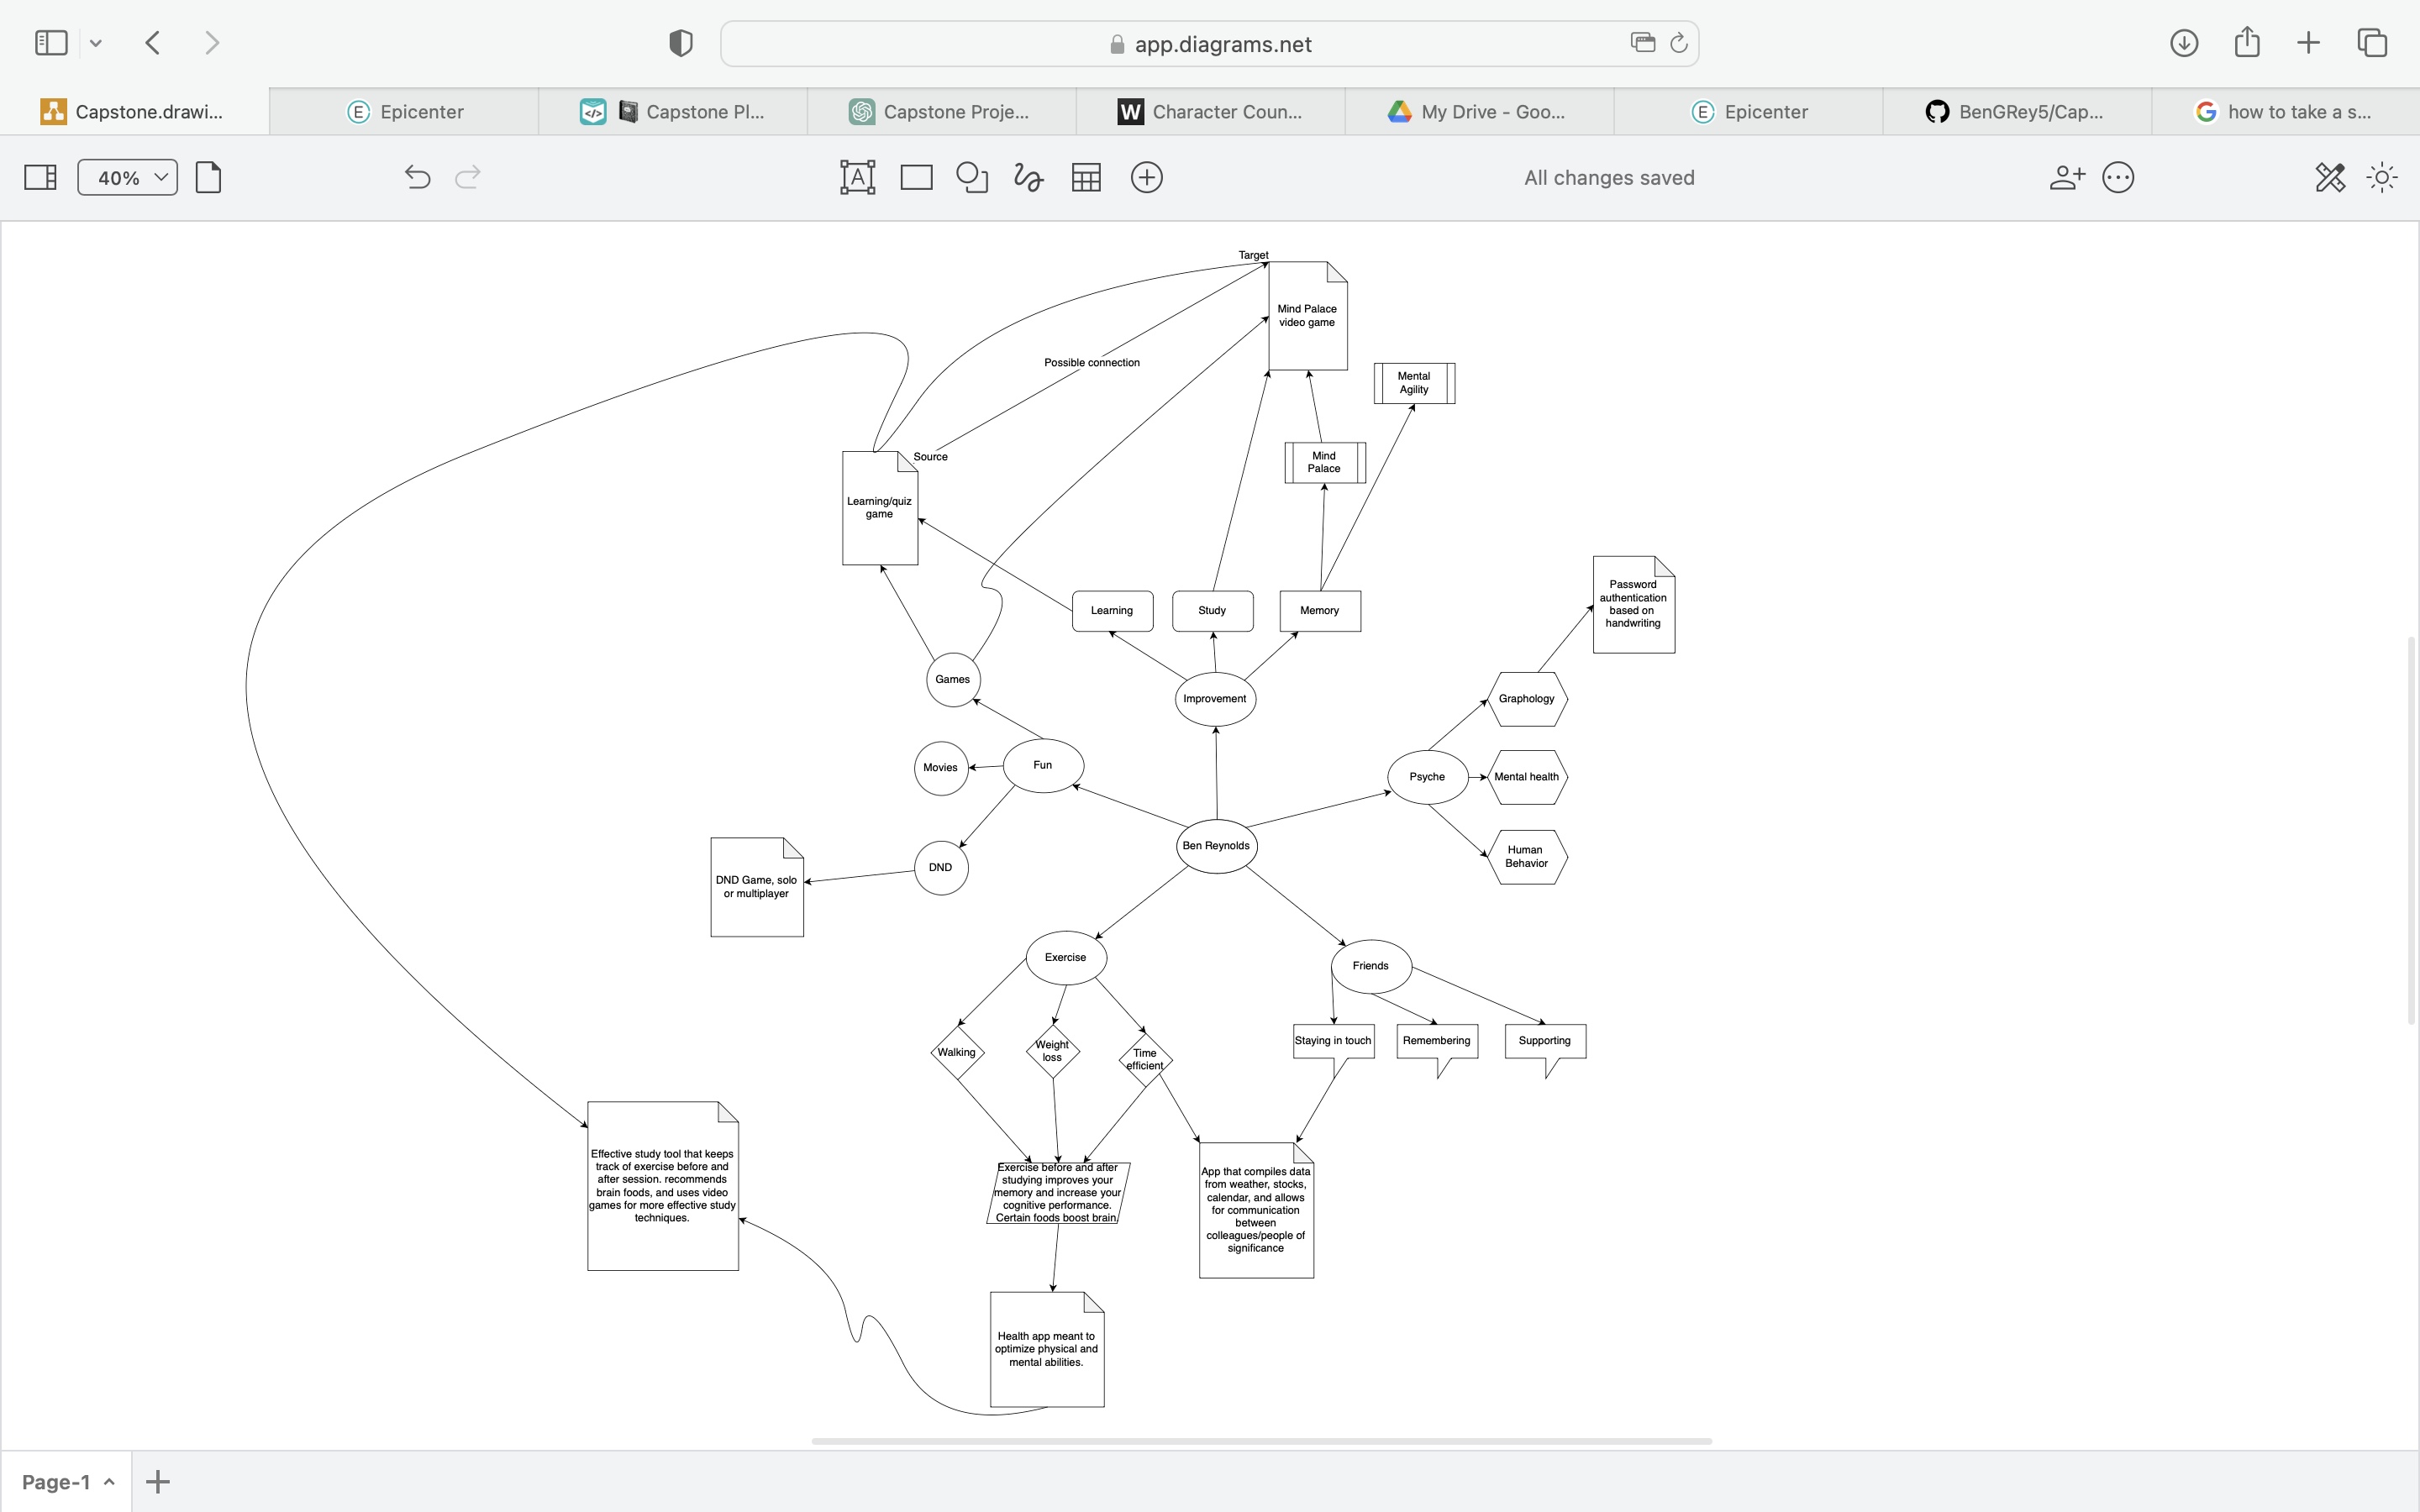 app.diagrams.net
Capstone.drawi...
Epicenter
Capstone Pl...
Capstone Proje...
W
Character Coun...
My Drive - Goo...
Epicenter
BenGRey5/Cap...
how to take a s...
40%
All changes saved
Target
Mind Palace
video game
Possible connection
Mental
Agility
Source
Mind
Palace
Learning/quiz
game
Password
authentication
based on
handwriting
Learning
Study
Memory
Games
Improvement
Graphology
Movies
Fun
Psyche
Mental health
Ben Reynolds
Human
Behavior
DND Game, solo
or multiplayer
DND
Exercise
Friends
Walking
Weight
loss
Time
efficient
Staying in touch
Remembering
Supporting
Effective study tool that keeps
track of exercise before and
after session. recommends
brain foods, and uses video
games for more effective study
techniques.
Exercise before and after
studying improves your
memory and increase your
cognitive performance.
Certain foods boost brain
App that compiles data
from weather, stocks,
calendar, and allows
for communication
between
colleagues/people of
significance
Health app meant to
optimize physical and
mental abilities.
Page-1